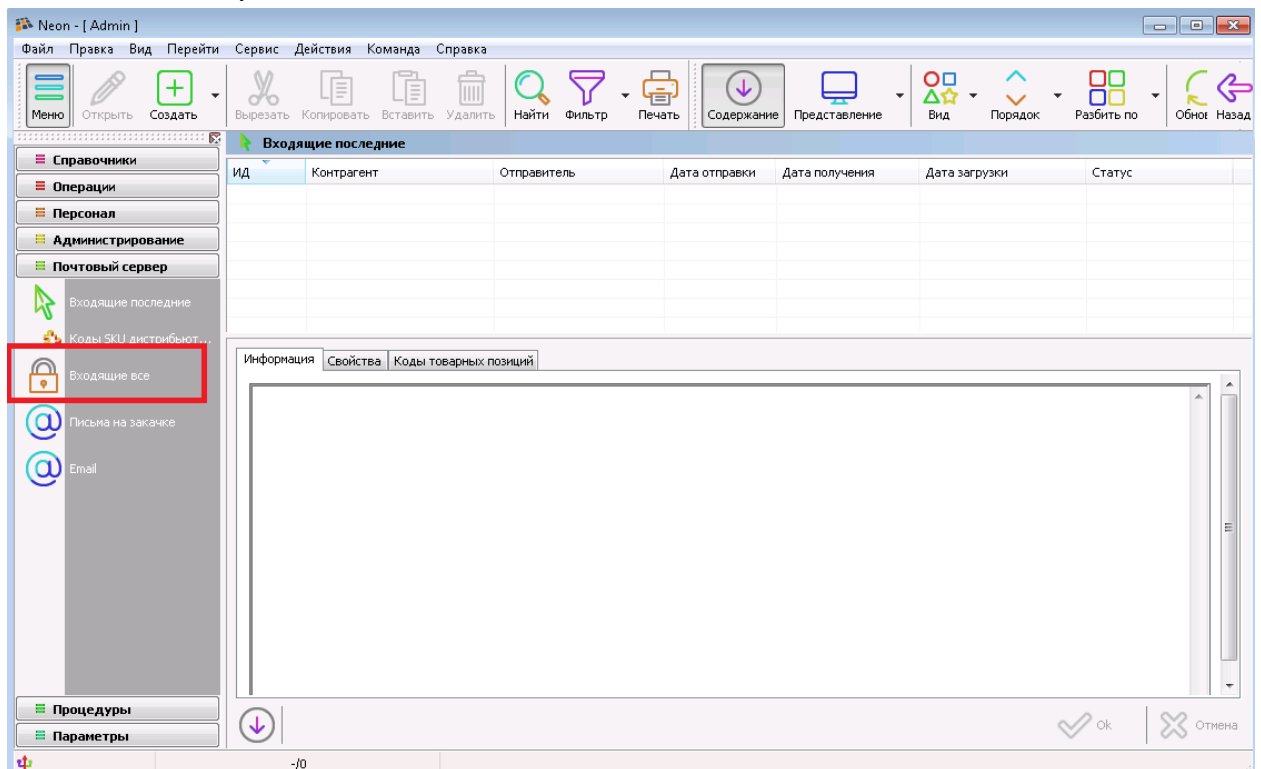 Neon - [ Admin ]
Файл Правка Вид Перейти Сервис Действия Команда Справка
Меню Открыть Создать Вырезать Копировать Вставить Удалить Найти Фильтр Печать Содержание Представление Вид Порядок Разбить по Обнов Назад
Справочники
Операции
Персонал
Администрирование
Почтовый сервер
Входящие последние
Коды SKU дистрибьют...
Входящие все
Письма на закачке
Email
Процедуры
Параметры
Входящие последние
ИД Контрагент Отправитель Дата отправки Дата получения Дата загрузки Статус
Информация Свойства Коды товарных позиций
Ok Отмена
-/0